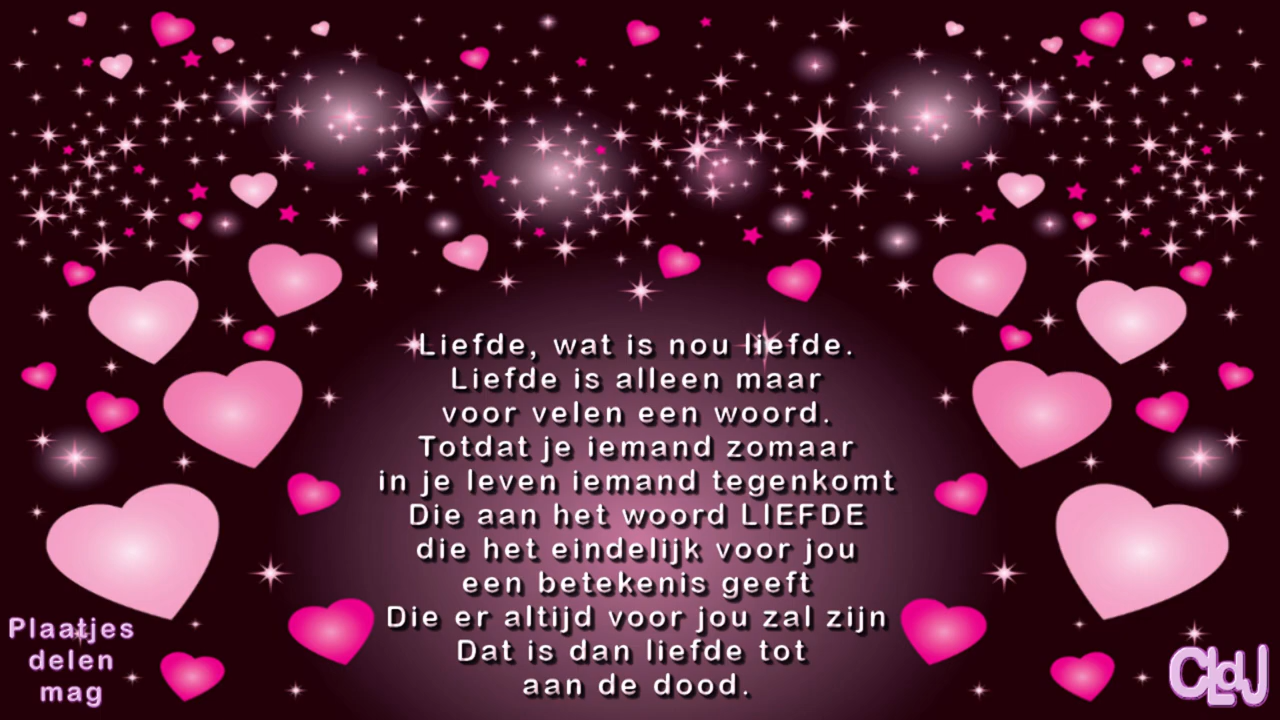 Liefde, wat is nou liefde.
Liefde is alleen maar
voor velen een woord.
Totdat je iemand zomaar
in je leven iemand tegenkomt
Die aan het woord LIEFDE
die het eindelijk voor jou
een betekenis geeft
Die er altijd voor jou zal zijn
Dat is dan liefde tot
aan de dood.
Plaatjes
delen
mag
CLdJ